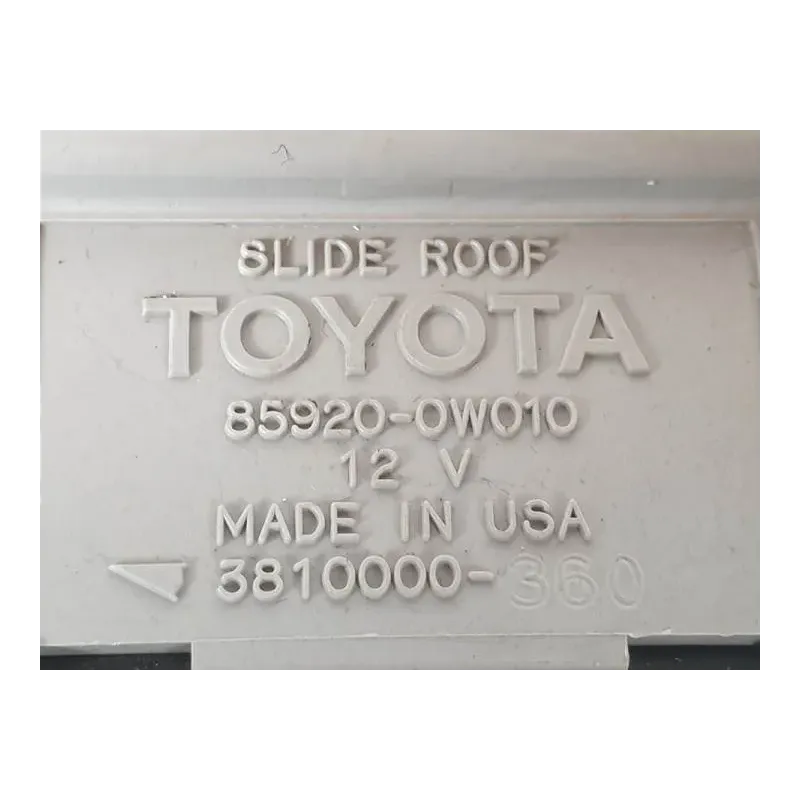 SLIDE ROOF
TOYOTA
85920-0W010
12 V
MADE IN USA
3810000-360